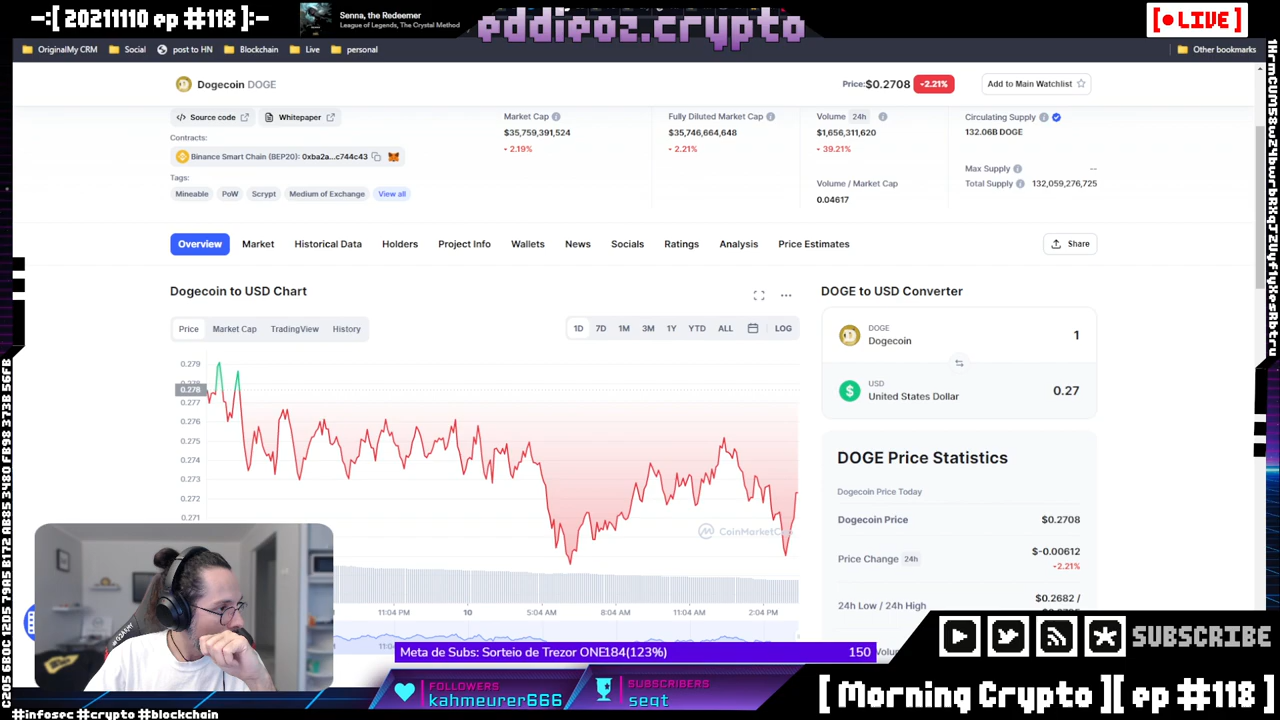 -:[ 20211110 ep #118 ]:-
Senna, the Redeemer
League of Legends, The Crystal Method
eddieoz.crypto
[●LIVE]
OriginalMy CRM
Social
post to HN
Blockchain
Live
personal
Other bookmarks
Dogecoin DOGE
Price:$0.2708
-2.21%
Add to Main Watchlist
Source code
Whitepaper
Contracts:
Binance Smart Chain (BEP20): 0xba2a...c744c43
Tags:
Mineable
PoW
Scrypt
Medium of Exchange
View all
Market Cap
$35,759,391,524
2.19%
Fully Diluted Market Cap
$35,746,664,648
2.21%
Volume 24h
$1,656,311,620
39.21%
Volume / Market Cap
0.04617
Circulating Supply
132.06B DOGE
Max Supply
--
Total Supply
132,059,276,725
Overview
Market
Historical Data
Holders
Project Info
Wallets
News
Socials
Ratings
Analysis
Price Estimates
Share
Dogecoin to USD Chart
Price
Market Cap
TradingView
History
1D
7D
1M
3M
1Y
YTD
ALL
LOG
0.279
0.278
0.277
0.276
0.275
0.274
0.273
0.272
0.271
CoinMarketCap
11:04 PM
10
5:04 AM
8:04 AM
11:04 AM
2:04 PM
DOGE to USD Converter
DOGE
Dogecoin
1
USD
United States Dollar
0.27
DOGE Price Statistics
Dogecoin Price Today
Dogecoin Price
$0.2708
Price Change 24h
$-0.00612
2.21%
24h Low / 24h High
$0.2682 /
Meta de Subs: Sorteio de Trezor ONE184(123%)
150
FOLLOWERS
kahmeurer666
SUBSCRIBERS
seqt
SUBSCRIBE
[ Morning Crypto ][ ep #118 ]
#infosec #crypto #blockchain